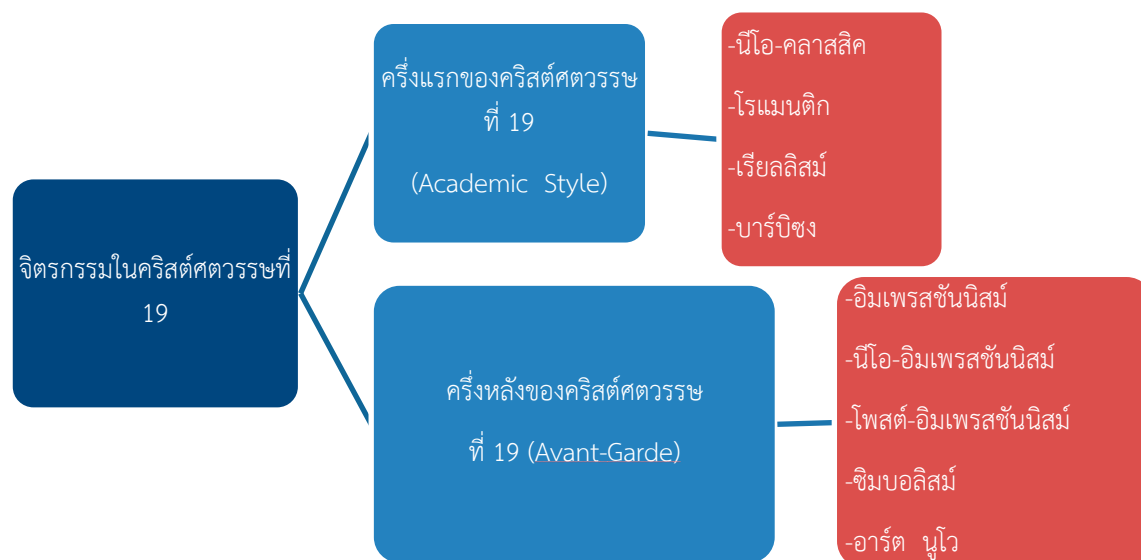 จิตรกรรมในคริสต์ศตวรรษที่
19
ครึ่งแรกของคริสต์ศตวรรษ
ที่ 19
(Academic Style)
-นีโอ-คลาสสิค
-โรแมนติก
-เรียลลิสม์
-บาร์บิซง
ครึ่งหลังของคริสต์ศตวรรษ
ที่ 19 (Avant-Garde)
-อิมเพรสชันนิสม์
-นีโอ-อิมเพรสชันนิสม์
-โพสต์-อิมเพรสชันนิสม์
-ซิมบอลิสม์
-อาร์ต นูโว